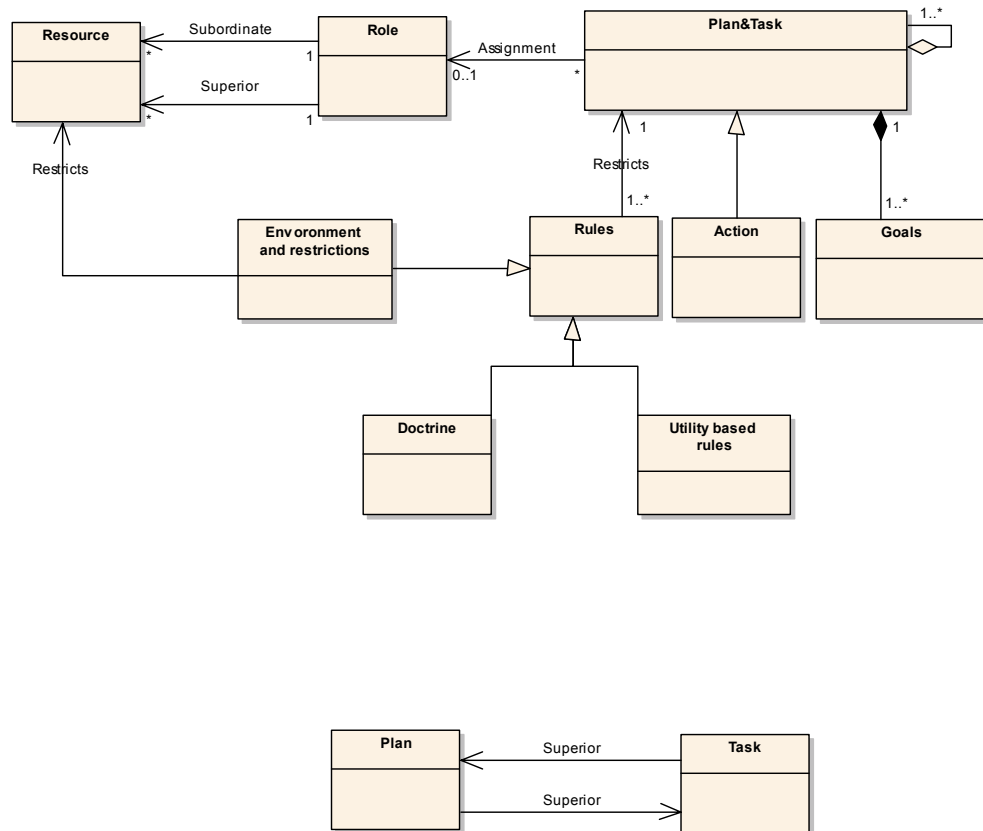 Resource
Subordinate
Role
Plan&Task
1..*
*
1
Assignment
0..1
*
Superior
*
1
1
1
Restricts
Restricts
1..*
1..*
Envoronment
and restrictions
Rules
Action
Goals
Doctrine
Utility based
rules
Plan
Superior
Task
Superior